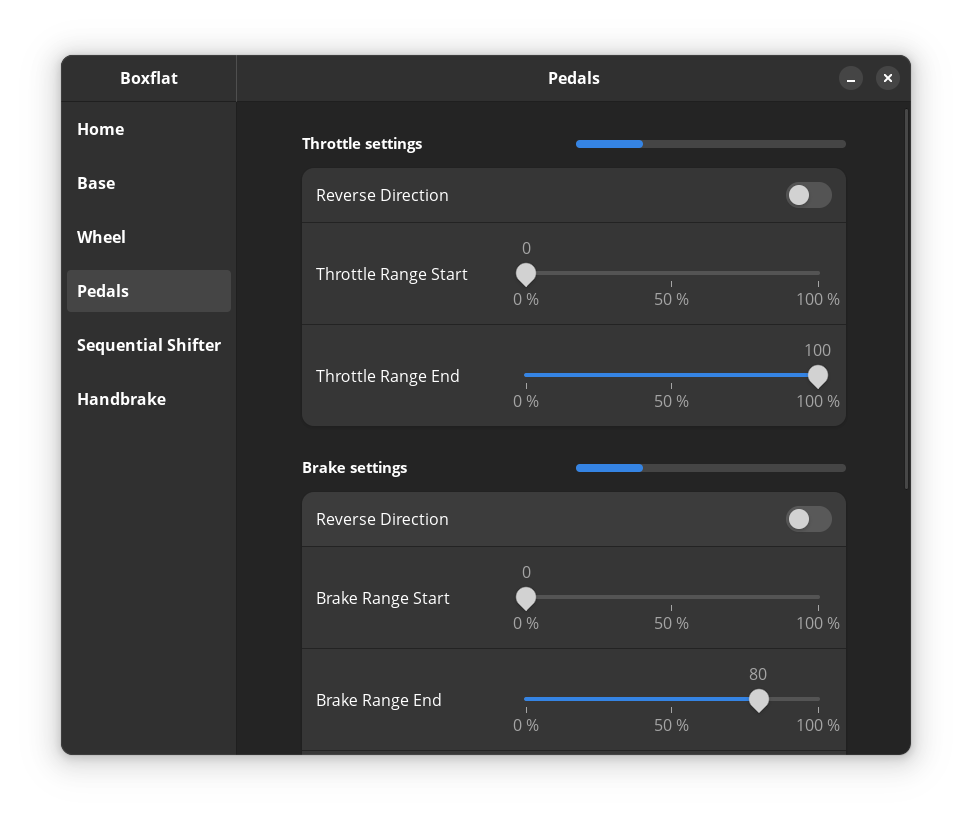 Boxflat
Pedals
Home
Base
Wheel
Pedals
Sequential Shifter
Handbrake
Throttle settings
Reverse Direction
0
Throttle Range Start
0 % 50 % 100 %
100
Throttle Range End
0 % 50 % 100 %
Brake settings
Reverse Direction
0
Brake Range Start
0 % 50 % 100 %
80
Brake Range End
0 % 50 % 100 %